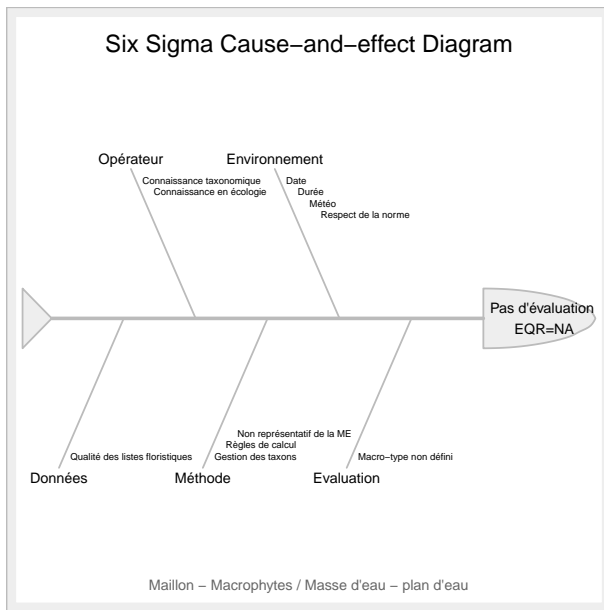 Six Sigma Cause−and−effect Diagram
Opérateur
Connaissance taxonomique
Connaissance en écologie
Environnement
Date
Durée
Météo
Respect de la norme
Pas d'évaluation
EQR=NA
Qualité des listes floristiques
Données
Non représentatif de la ME
Règles de calcul
Gestion des taxons
Méthode
Macro−type non défini
Evaluation
Maillon − Macrophytes / Masse d'eau − plan d'eau